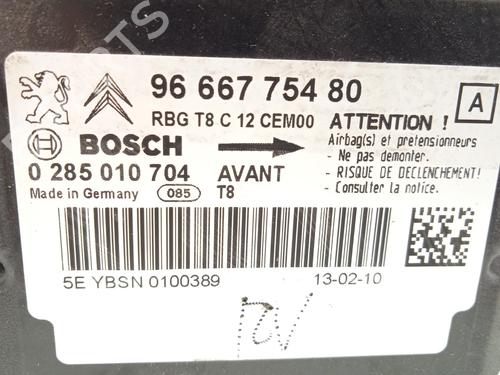 96 667 754 80
A
RBG T8 C 12 CEM00
ATTENTION !
BOSCH
Airbag(s) et pretensionneurs
- Ne pas demonter.
0 285 010 704
AVANT
- RISQUE DE DECLENCHEMENT!
Made in Germany
085
T8
- Consulter la notice.
5E YBSN 0100389
13-02-10